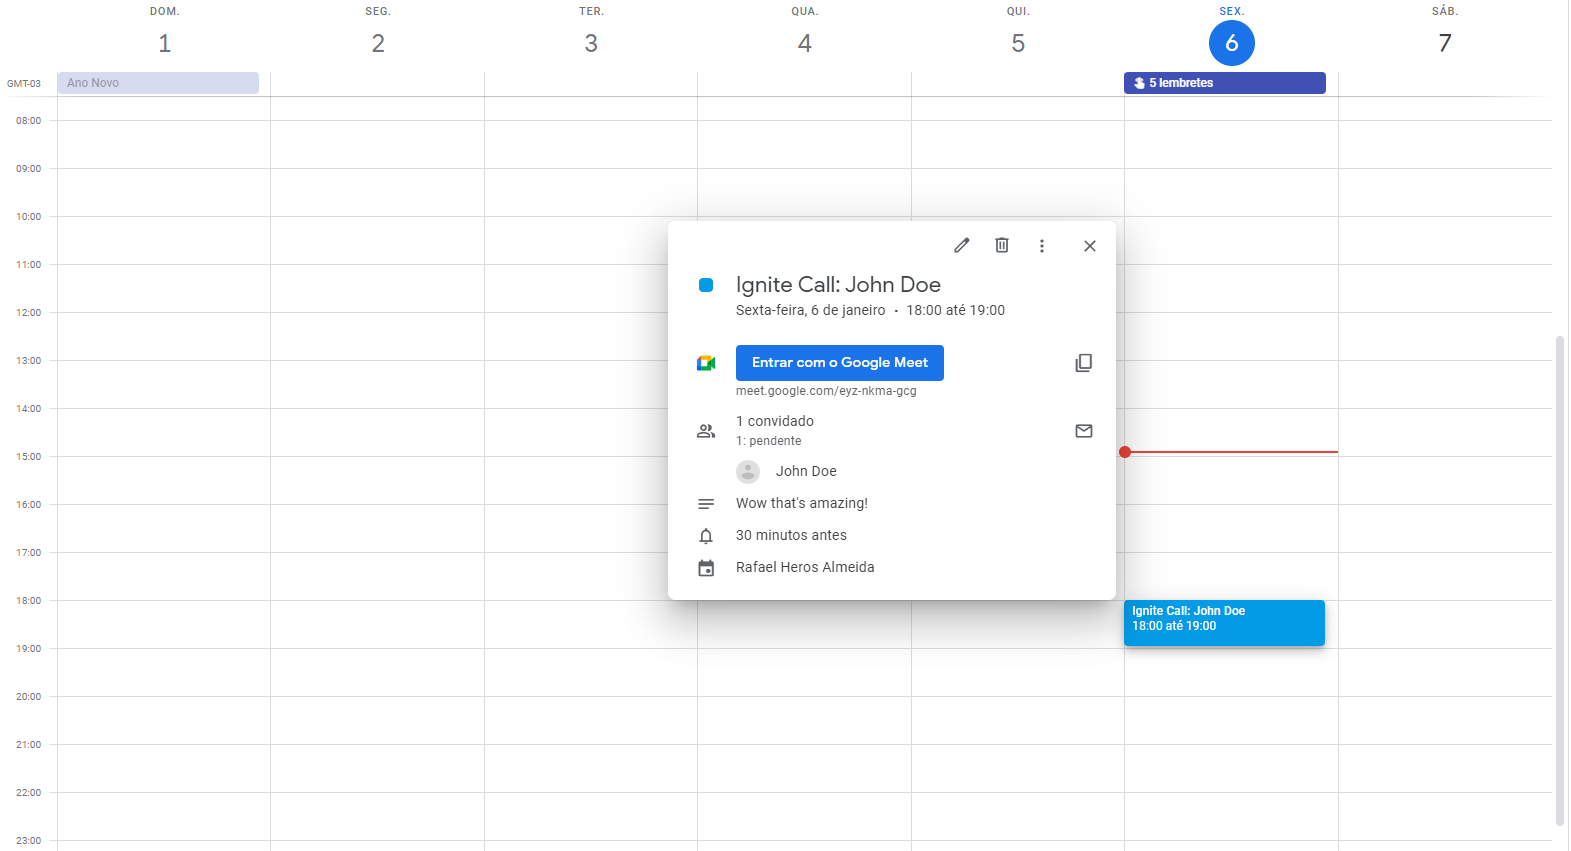 DOM. SEG. TER. QUA. QUI. SEX. SÁB.
1 2 3 4 5 6 7
GMT-03 Ano Novo 5 lembretes
08:00
09:00
10:00
11:00
Ignite Call: John Doe
Sexta-feira, 6 de janeiro · 18:00 até 19:00
12:00
13:00
Entrar com o Google Meet
meet.google.com/eyz-nkma-gcg
14:00
1 convidado
1: pendente
15:00
John Doe
16:00
Wow that's amazing!
30 minutos antes
17:00
Rafael Heros Almeida
18:00
Ignite Call: John Doe
18:00 até 19:00
19:00
20:00
21:00
22:00
23:00